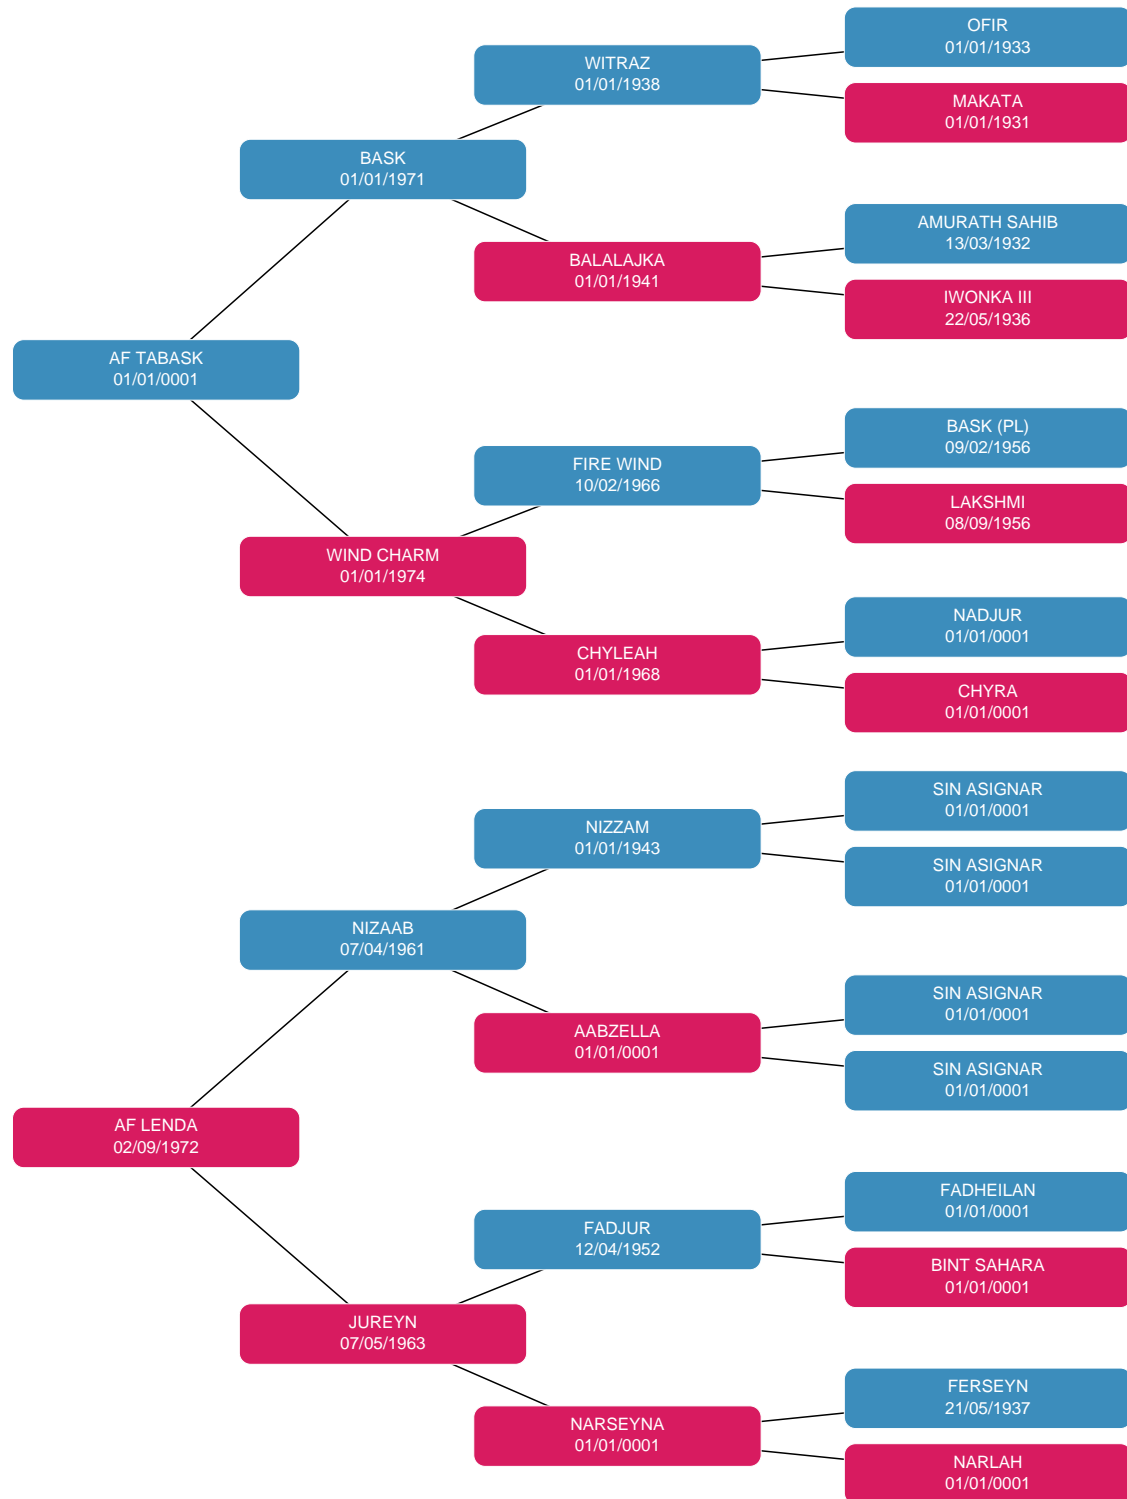 OFIR
01/01/1933
WITRAZ
01/01/1938
MAKATA
01/01/1931
BASK
01/01/1971
AMURATH SAHIB
13/03/1932
BALALAJKA
01/01/1941
IWONKA III
22/05/1936
AF TABASK
01/01/0001
BASK (PL)
09/02/1956
FIRE WIND
10/02/1966
LAKSHMI
08/09/1956
WIND CHARM
01/01/1974
NADJUR
01/01/0001
CHYLEAH
01/01/1968
CHYRA
01/01/0001
SIN ASIGNAR
01/01/0001
NIZZAM
01/01/1943
SIN ASIGNAR
01/01/0001
NIZAAB
07/04/1961
SIN ASIGNAR
01/01/0001
AABZELLA
01/01/0001
SIN ASIGNAR
01/01/0001
AF LENDA
02/09/1972
FADHEILAN
01/01/0001
FADJUR
12/04/1952
BINT SAHARA
01/01/0001
JUREYN
07/05/1963
FERSEYN
21/05/1937
NARSEYNA
01/01/0001
NARLAH
01/01/0001